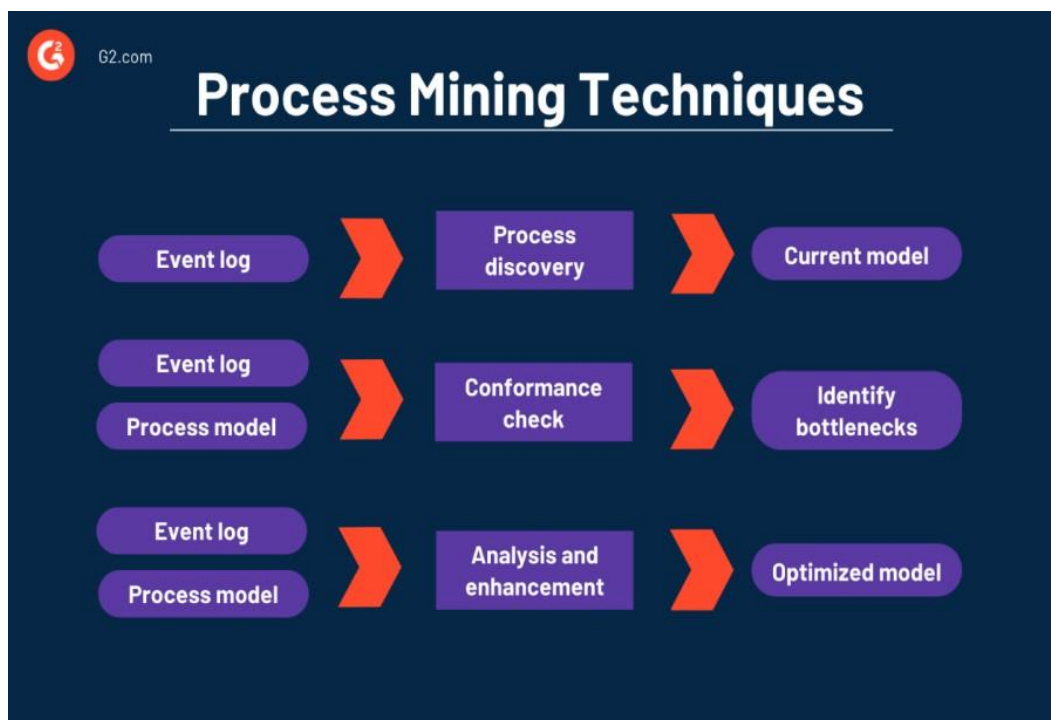 G2
G2.com
Process Mining Techniques
Event log
Process
discovery
Current model
Event log
Process model
Conformance
check
Identify
bottlenecks
Event log
Process model
Analysis and
enhancement
Optimized model